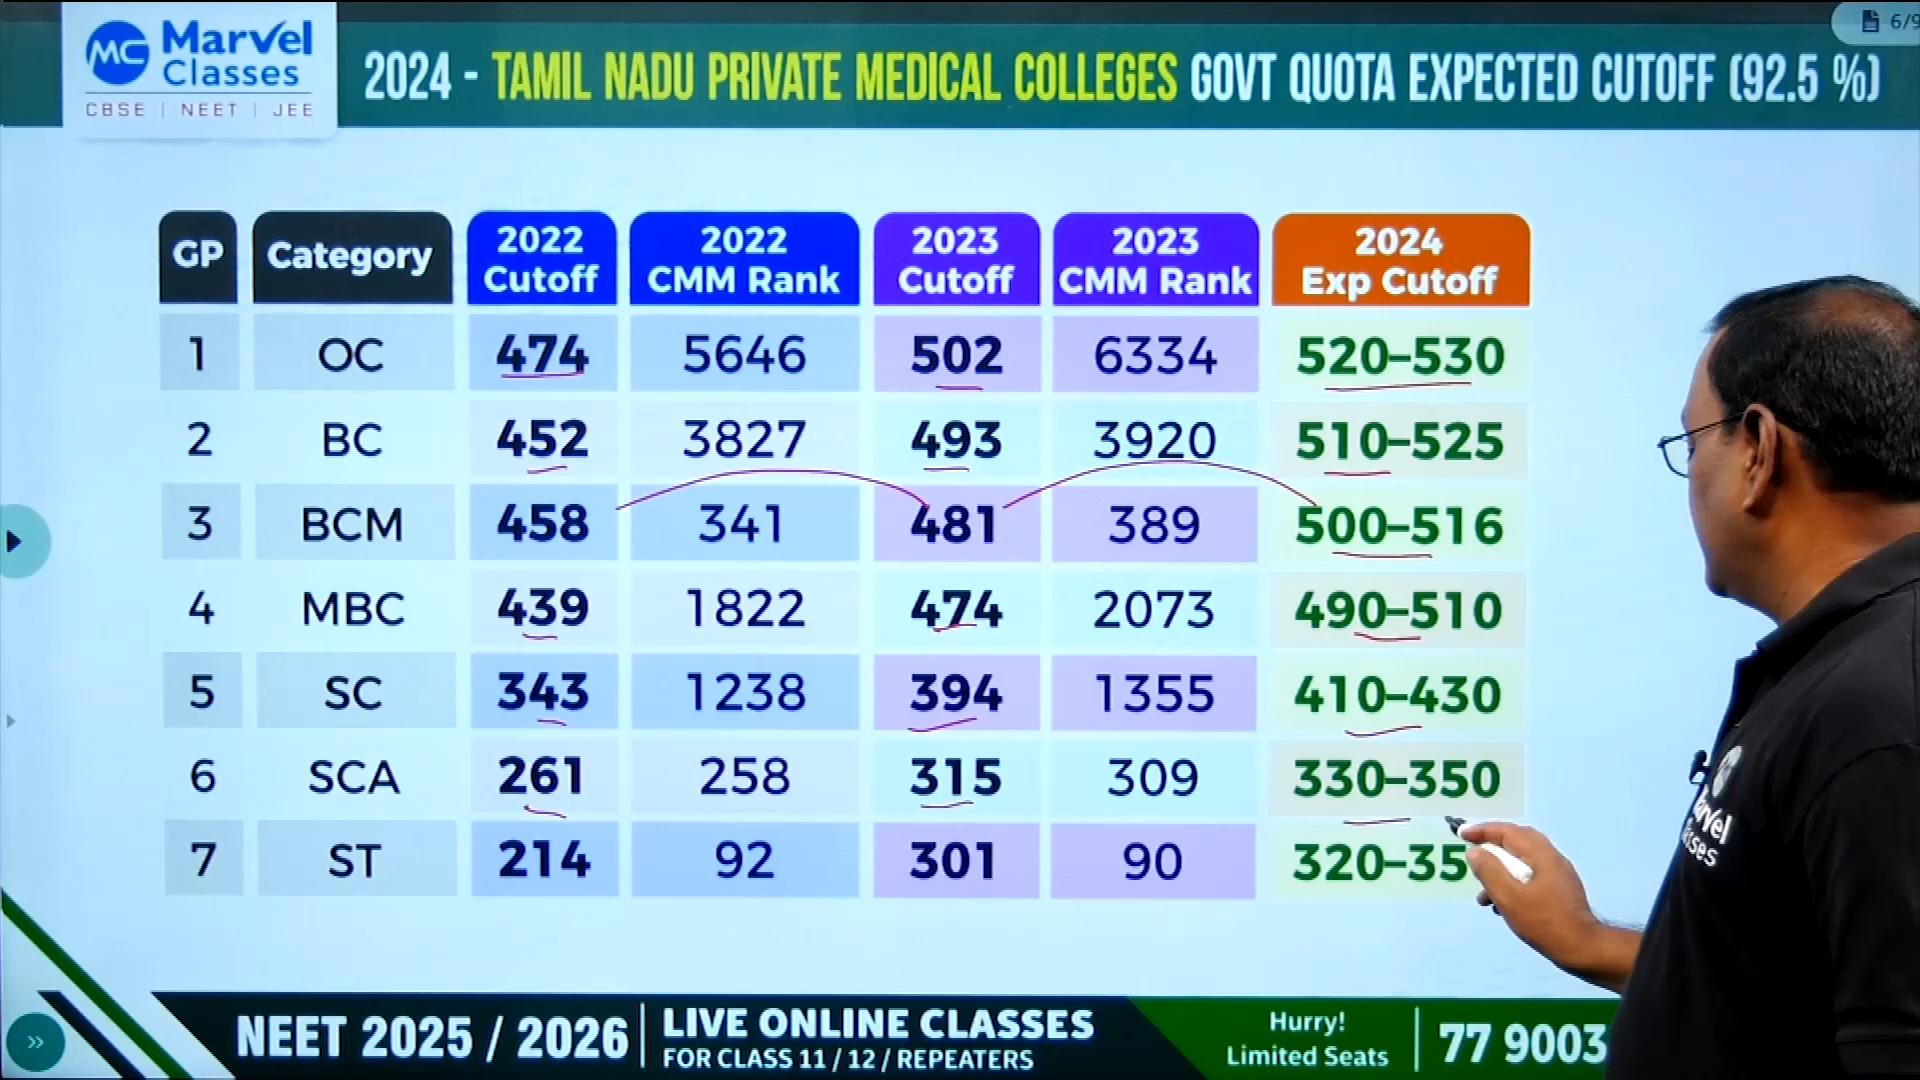 MC Marvel
Classes
CBSE | NEET | JEE
2024 - TAMIL NADU PRIVATE MEDICAL COLLEGES GOVT QUOTA EXPECTED CUTOFF (92.5 %)
6/9
GP Category 2022 Cutoff 2022 CMM Rank 2023 Cutoff 2023 CMM Rank 2024 Exp Cutoff
1 OC 474 5646 502 6334 520–530
2 BC 452 3827 493 3920 510–525
3 BCM 458 341 481 389 500–516
4 MBC 439 1822 474 2073 490–510
5 SC 343 1238 394 1355 410–430
6 SCA 261 258 315 309 330–350
7 ST 214 92 301 90 320–35
NEET 2025 / 2026
LIVE ONLINE CLASSES
FOR CLASS 11 / 12 / REPEATERS
Hurry!
Limited Seats
77 9003